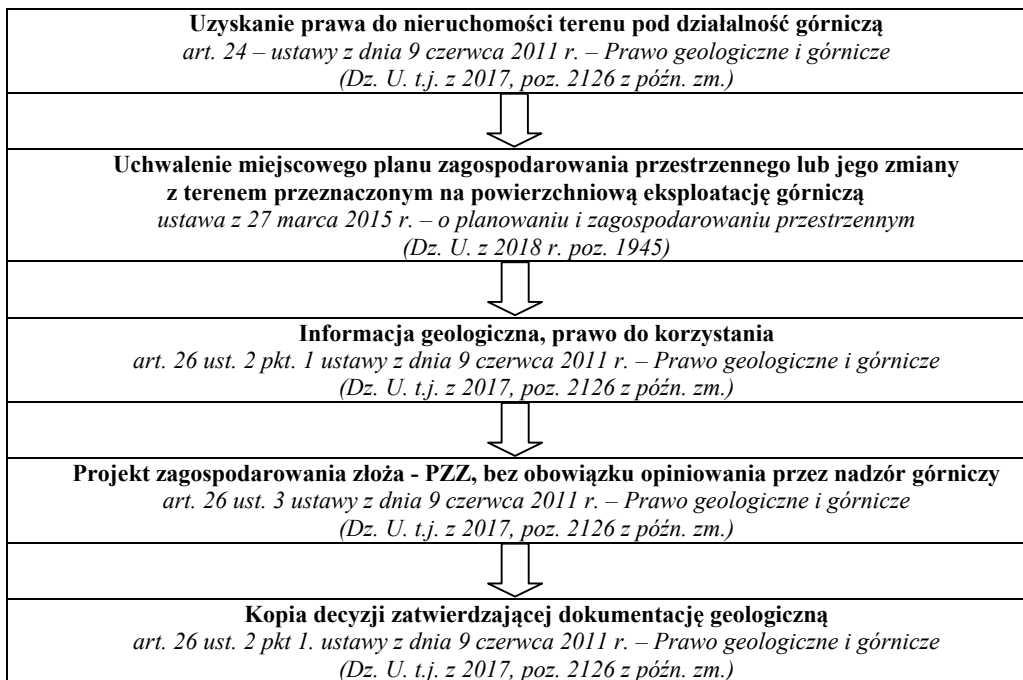 Uzyskanie prawa do nieruchomości terenu pod działalność górniczą
art. 24 – ustawy z dnia 9 czerwca 2011 r. – Prawo geologiczne i górnicze
(Dz. U. t.j. z 2017, poz. 2126 z późn. zm.)
Uchwalenie miejscowego planu zagospodarowania przestrzennego lub jego zmiany
z terenem przeznaczonym na powierzchniową eksploatację górniczą
ustawa z 27 marca 2015 r. – o planowaniu i zagospodarowaniu przestrzennym
(Dz. U. z 2018 r. poz. 1945)
Informacja geologiczna, prawo do korzystania
art. 26 ust. 2 pkt. 1 ustawy z dnia 9 czerwca 2011 r. – Prawo geologiczne i górnicze
(Dz. U. t.j. z 2017, poz. 2126 z późn. zm.)
Projekt zagospodarowania złoża - PZZ, bez obowiązku opiniowania przez nadzór górniczy
art. 26 ust. 3 ustawy z dnia 9 czerwca 2011 r. – Prawo geologiczne i górnicze
(Dz. U. t.j. z 2017, poz. 2126 z późn. zm.)
Kopia decyzji zatwierdzającej dokumentację geologiczną
art. 26 ust. 2 pkt 1. ustawy z dnia 9 czerwca 2011 r. – Prawo geologiczne i górnicze
(Dz. U. t.j. z 2017, poz. 2126 z późn. zm.)